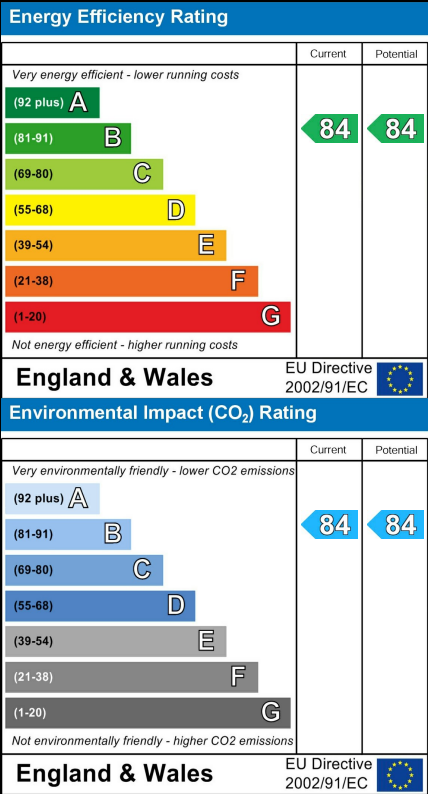 Energy Efficiency Rating
Current Potential
Very energy efficient - lower running costs
(92 plus) A
(81-91) B
84 84
(69-80) C
(55-68) D
(39-54) E
(21-38) F
(1-20) G
Not energy efficient - higher running costs
England & Wales
EU Directive
2002/91/EC
Environmental Impact (CO₂) Rating
Current Potential
Very environmentally friendly - lower CO2 emissions
(92 plus) A
(81-91) B
84 84
(69-80) C
(55-68) D
(39-54) E
(21-38) F
(1-20) G
Not environmentally friendly - higher CO2 emissions
England & Wales
EU Directive
2002/91/EC